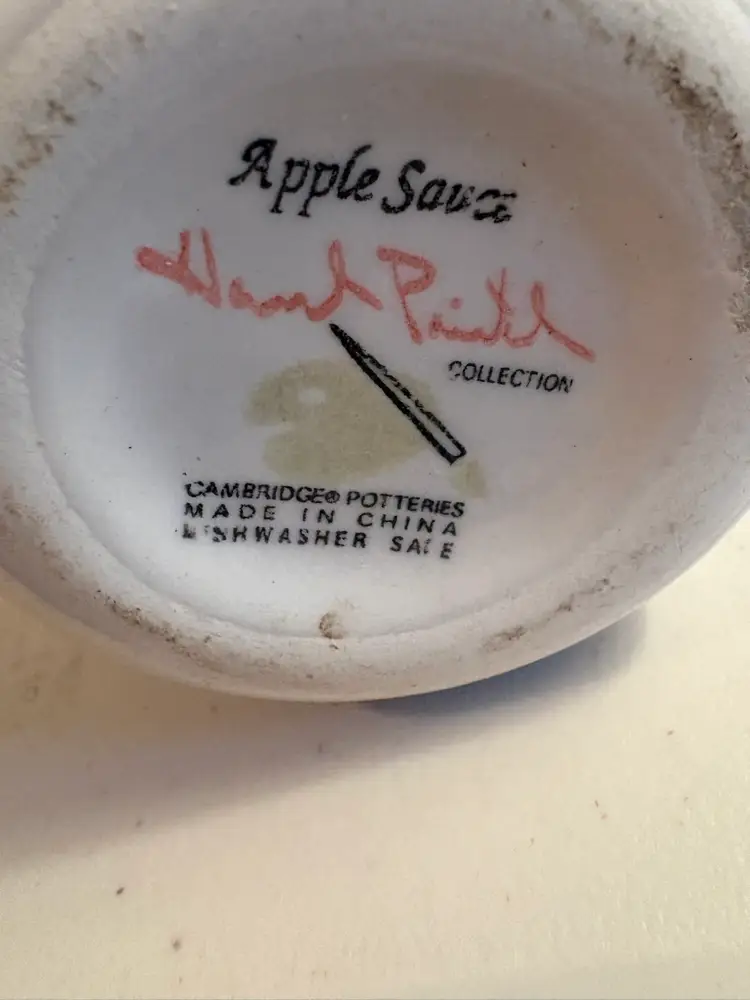 Apple Sauce
Hand Painted
COLLECTION
CAMBRIDGE® POTTERIES
MADE IN CHINA
DISHWASHER SAFE